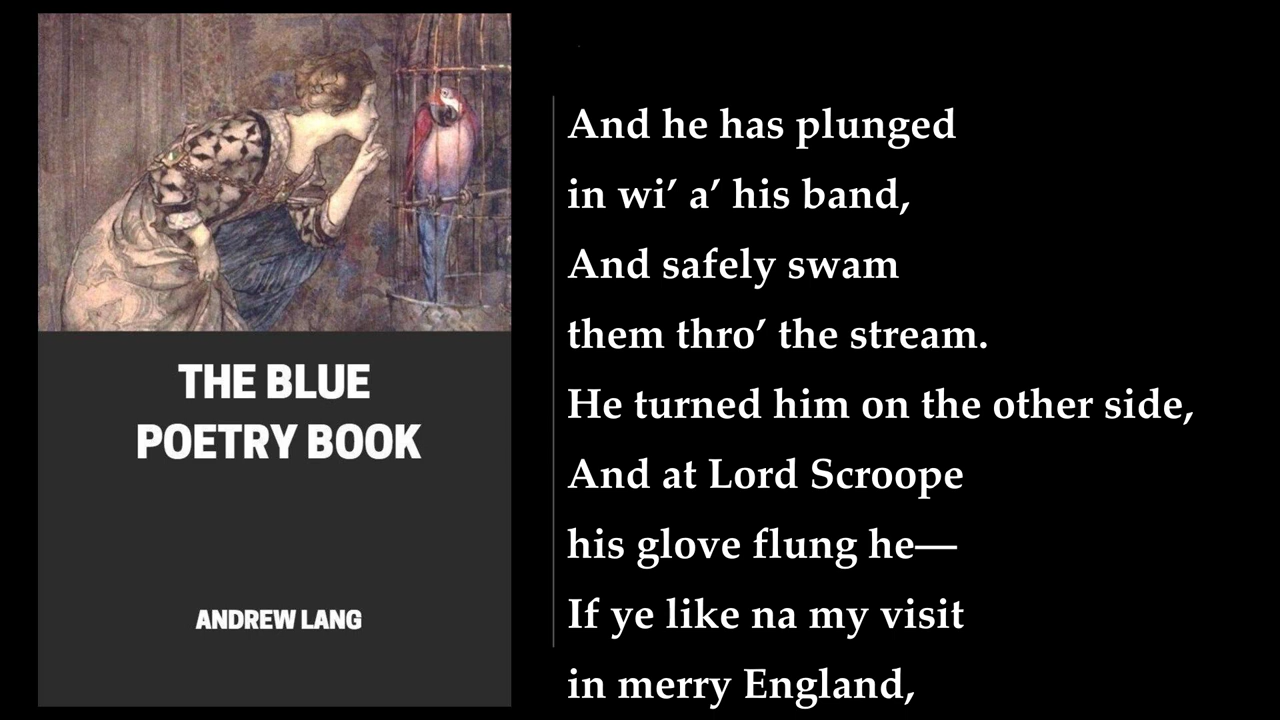 THE BLUE
POETRY BOOK
ANDREW LANG
And he has plunged
in wi’ a’ his band,
And safely swam
them thro’ the stream.
He turned him on the other side,
And at Lord Scroope
his glove flung he—
If ye like na my visit
in merry England,